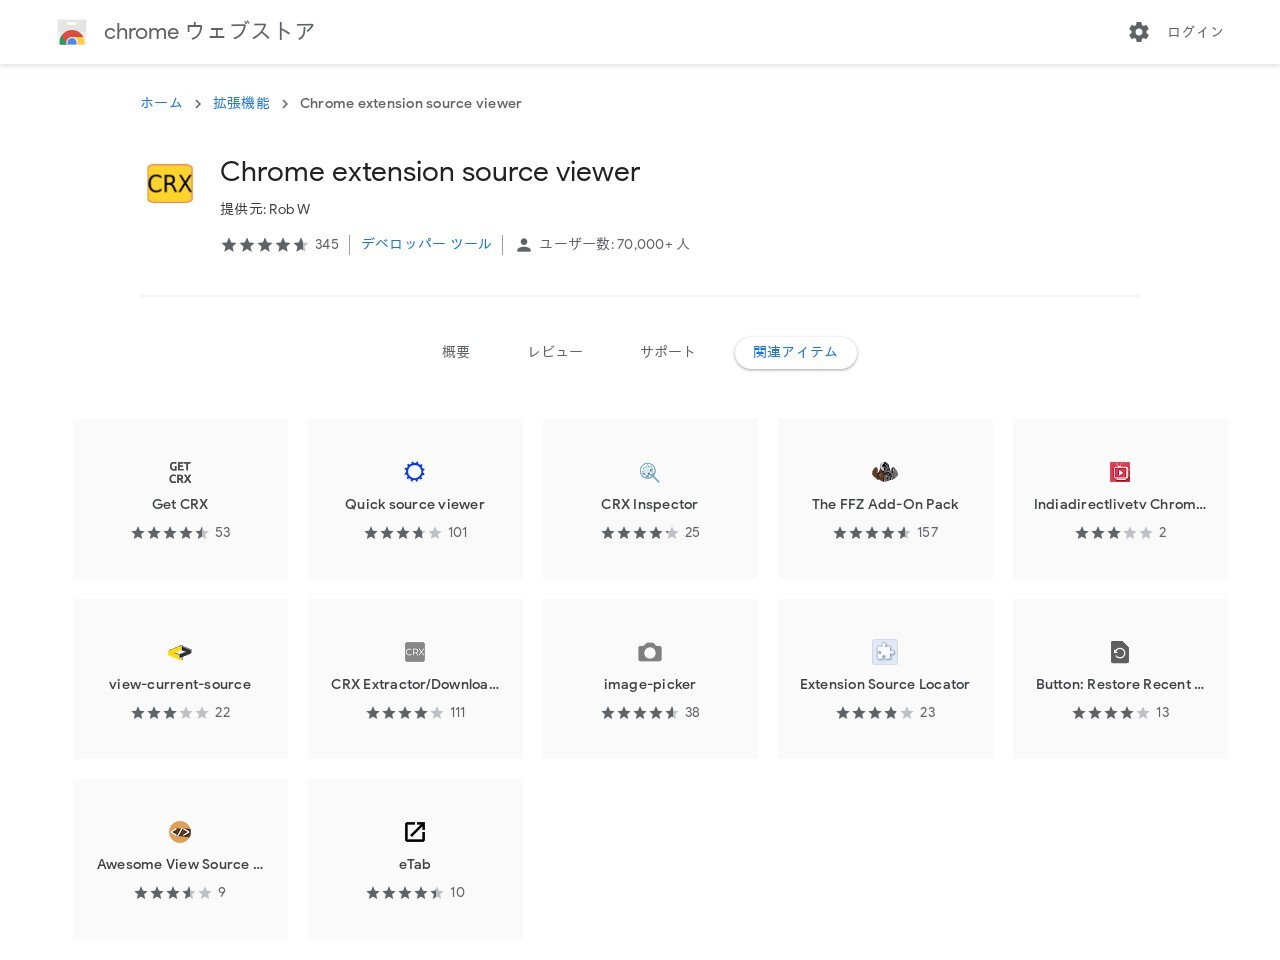 chrome ウェブストア
ログイン
ホーム > 拡張機能 > Chrome extension source viewer
CRX
Chrome extension source viewer
提供元: Rob W
345 デベロッパー ツール ユーザー数: 70,000+ 人
概要 レビュー サポート 関連アイテム
GET
CRX
Get CRX
53
Quick source viewer
101
CRX Inspector
25
The FFZ Add-On Pack
157
Indiadirectlivetv Chrom...
2
view-current-source
22
CRX
CRX Extractor/Downloa...
111
image-picker
38
Extension Source Locator
23
Button: Restore Recent ...
13
</>
Awesome View Source ...
9
eTab
10